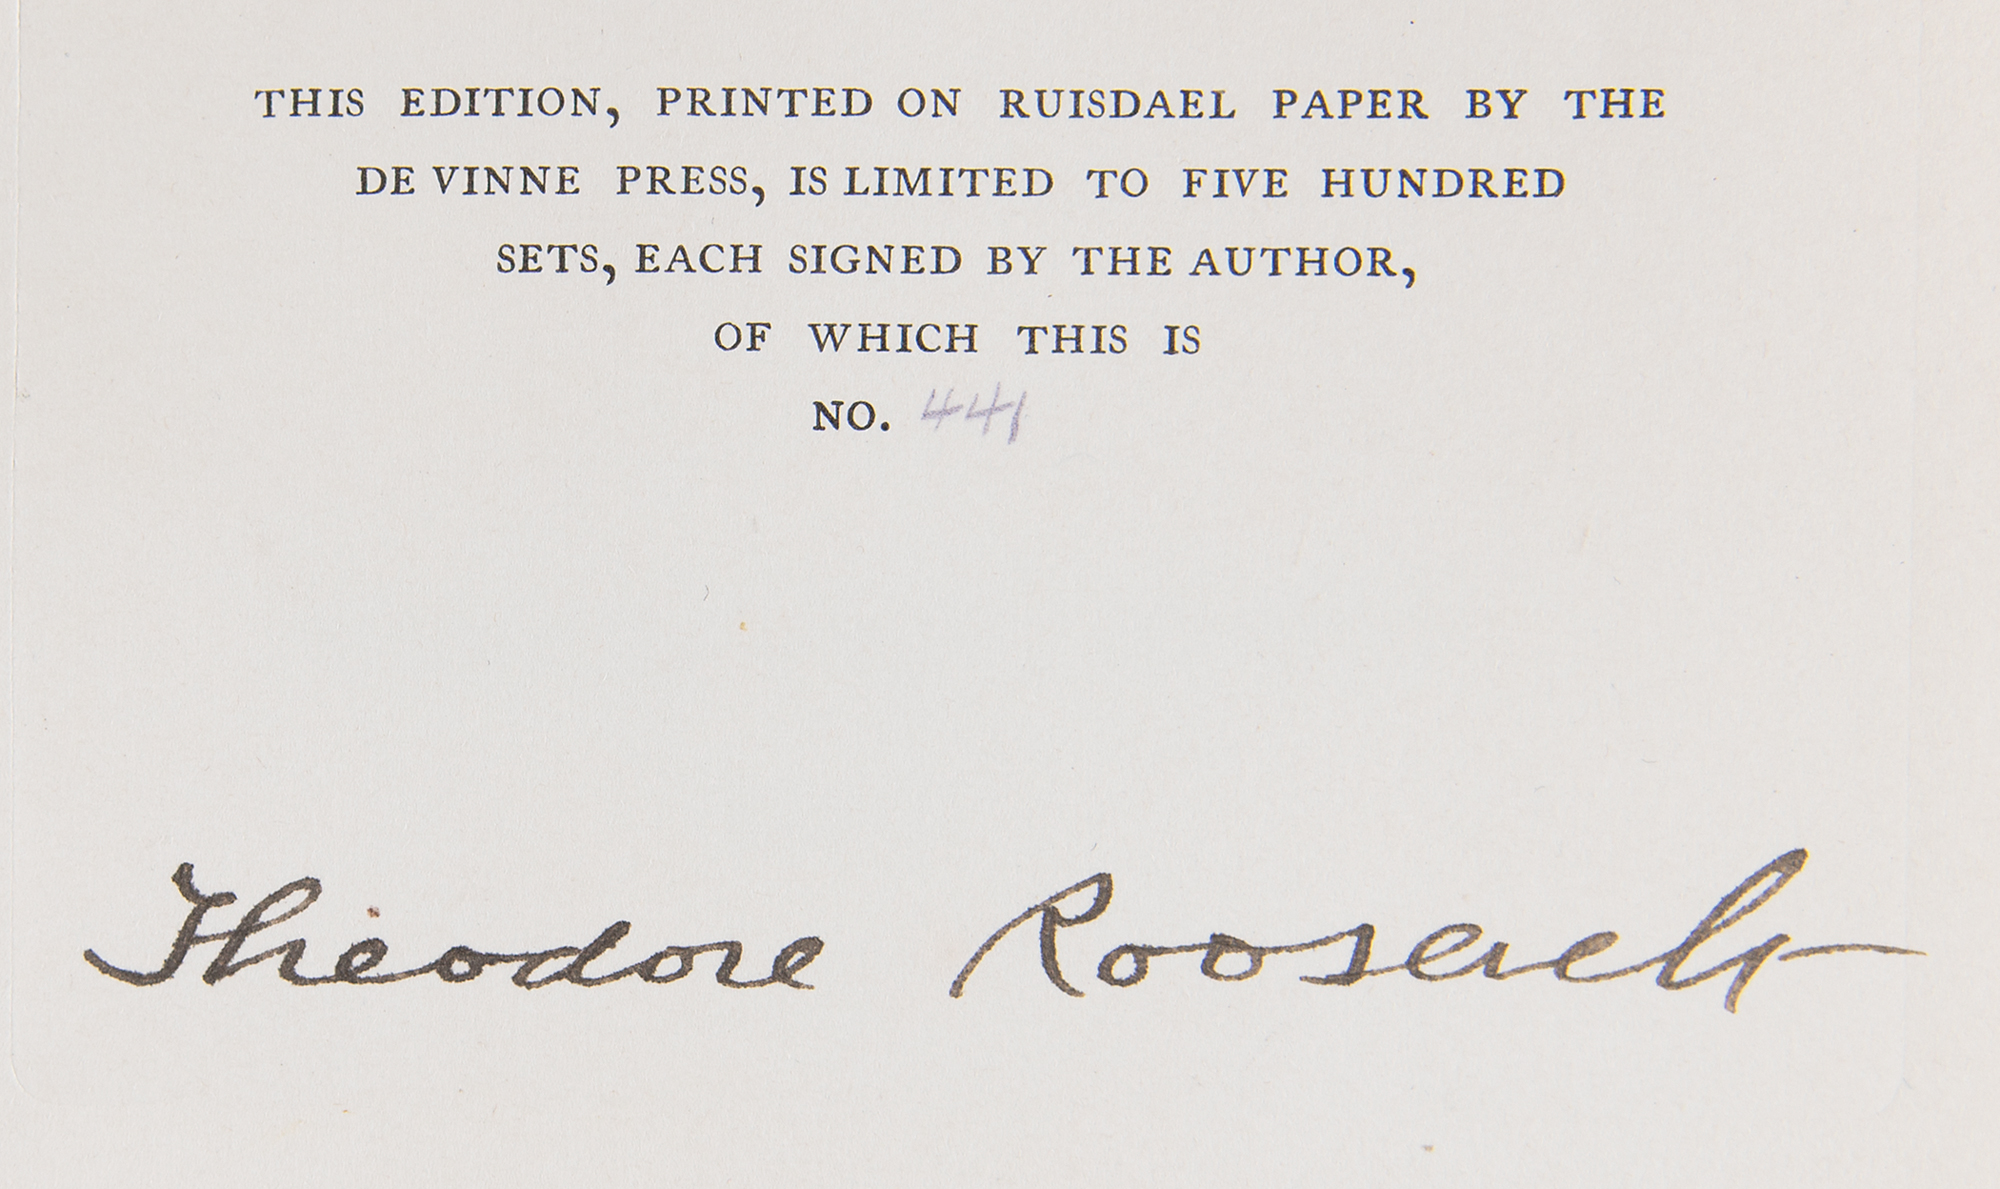 THIS EDITION, PRINTED ON RUISDAEL PAPER BY THE
DE VINNE PRESS, IS LIMITED TO FIVE HUNDRED
SETS, EACH SIGNED BY THE AUTHOR,
OF WHICH THIS IS
NO. 441
Theodore Roosevelt